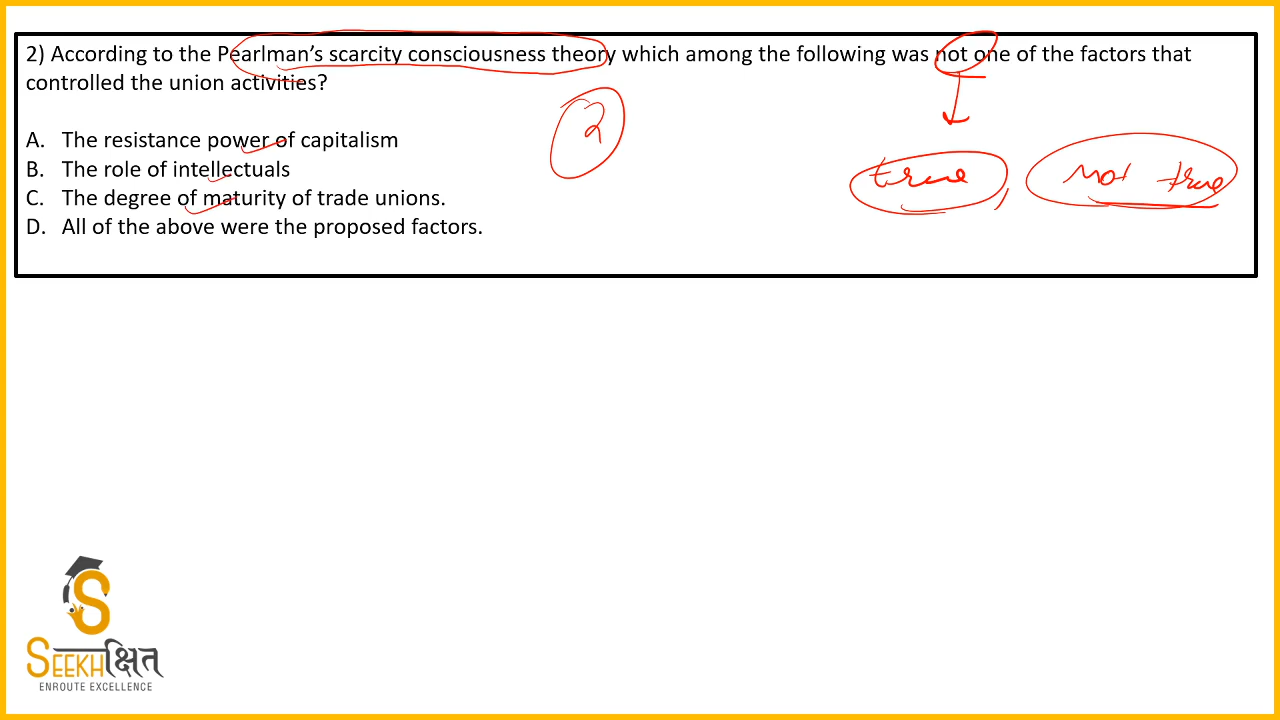 2) According to the Pearlman's scarcity consciousness theory which among the following was not one of the factors that
controlled the union activities?
A. The resistance power of capitalism
B. The role of intellectuals
C. The degree of maturity of trade unions.
D. All of the above were the proposed factors.
2
true, not true
SEEKHक्षित
ENROUTE EXCELLENCE